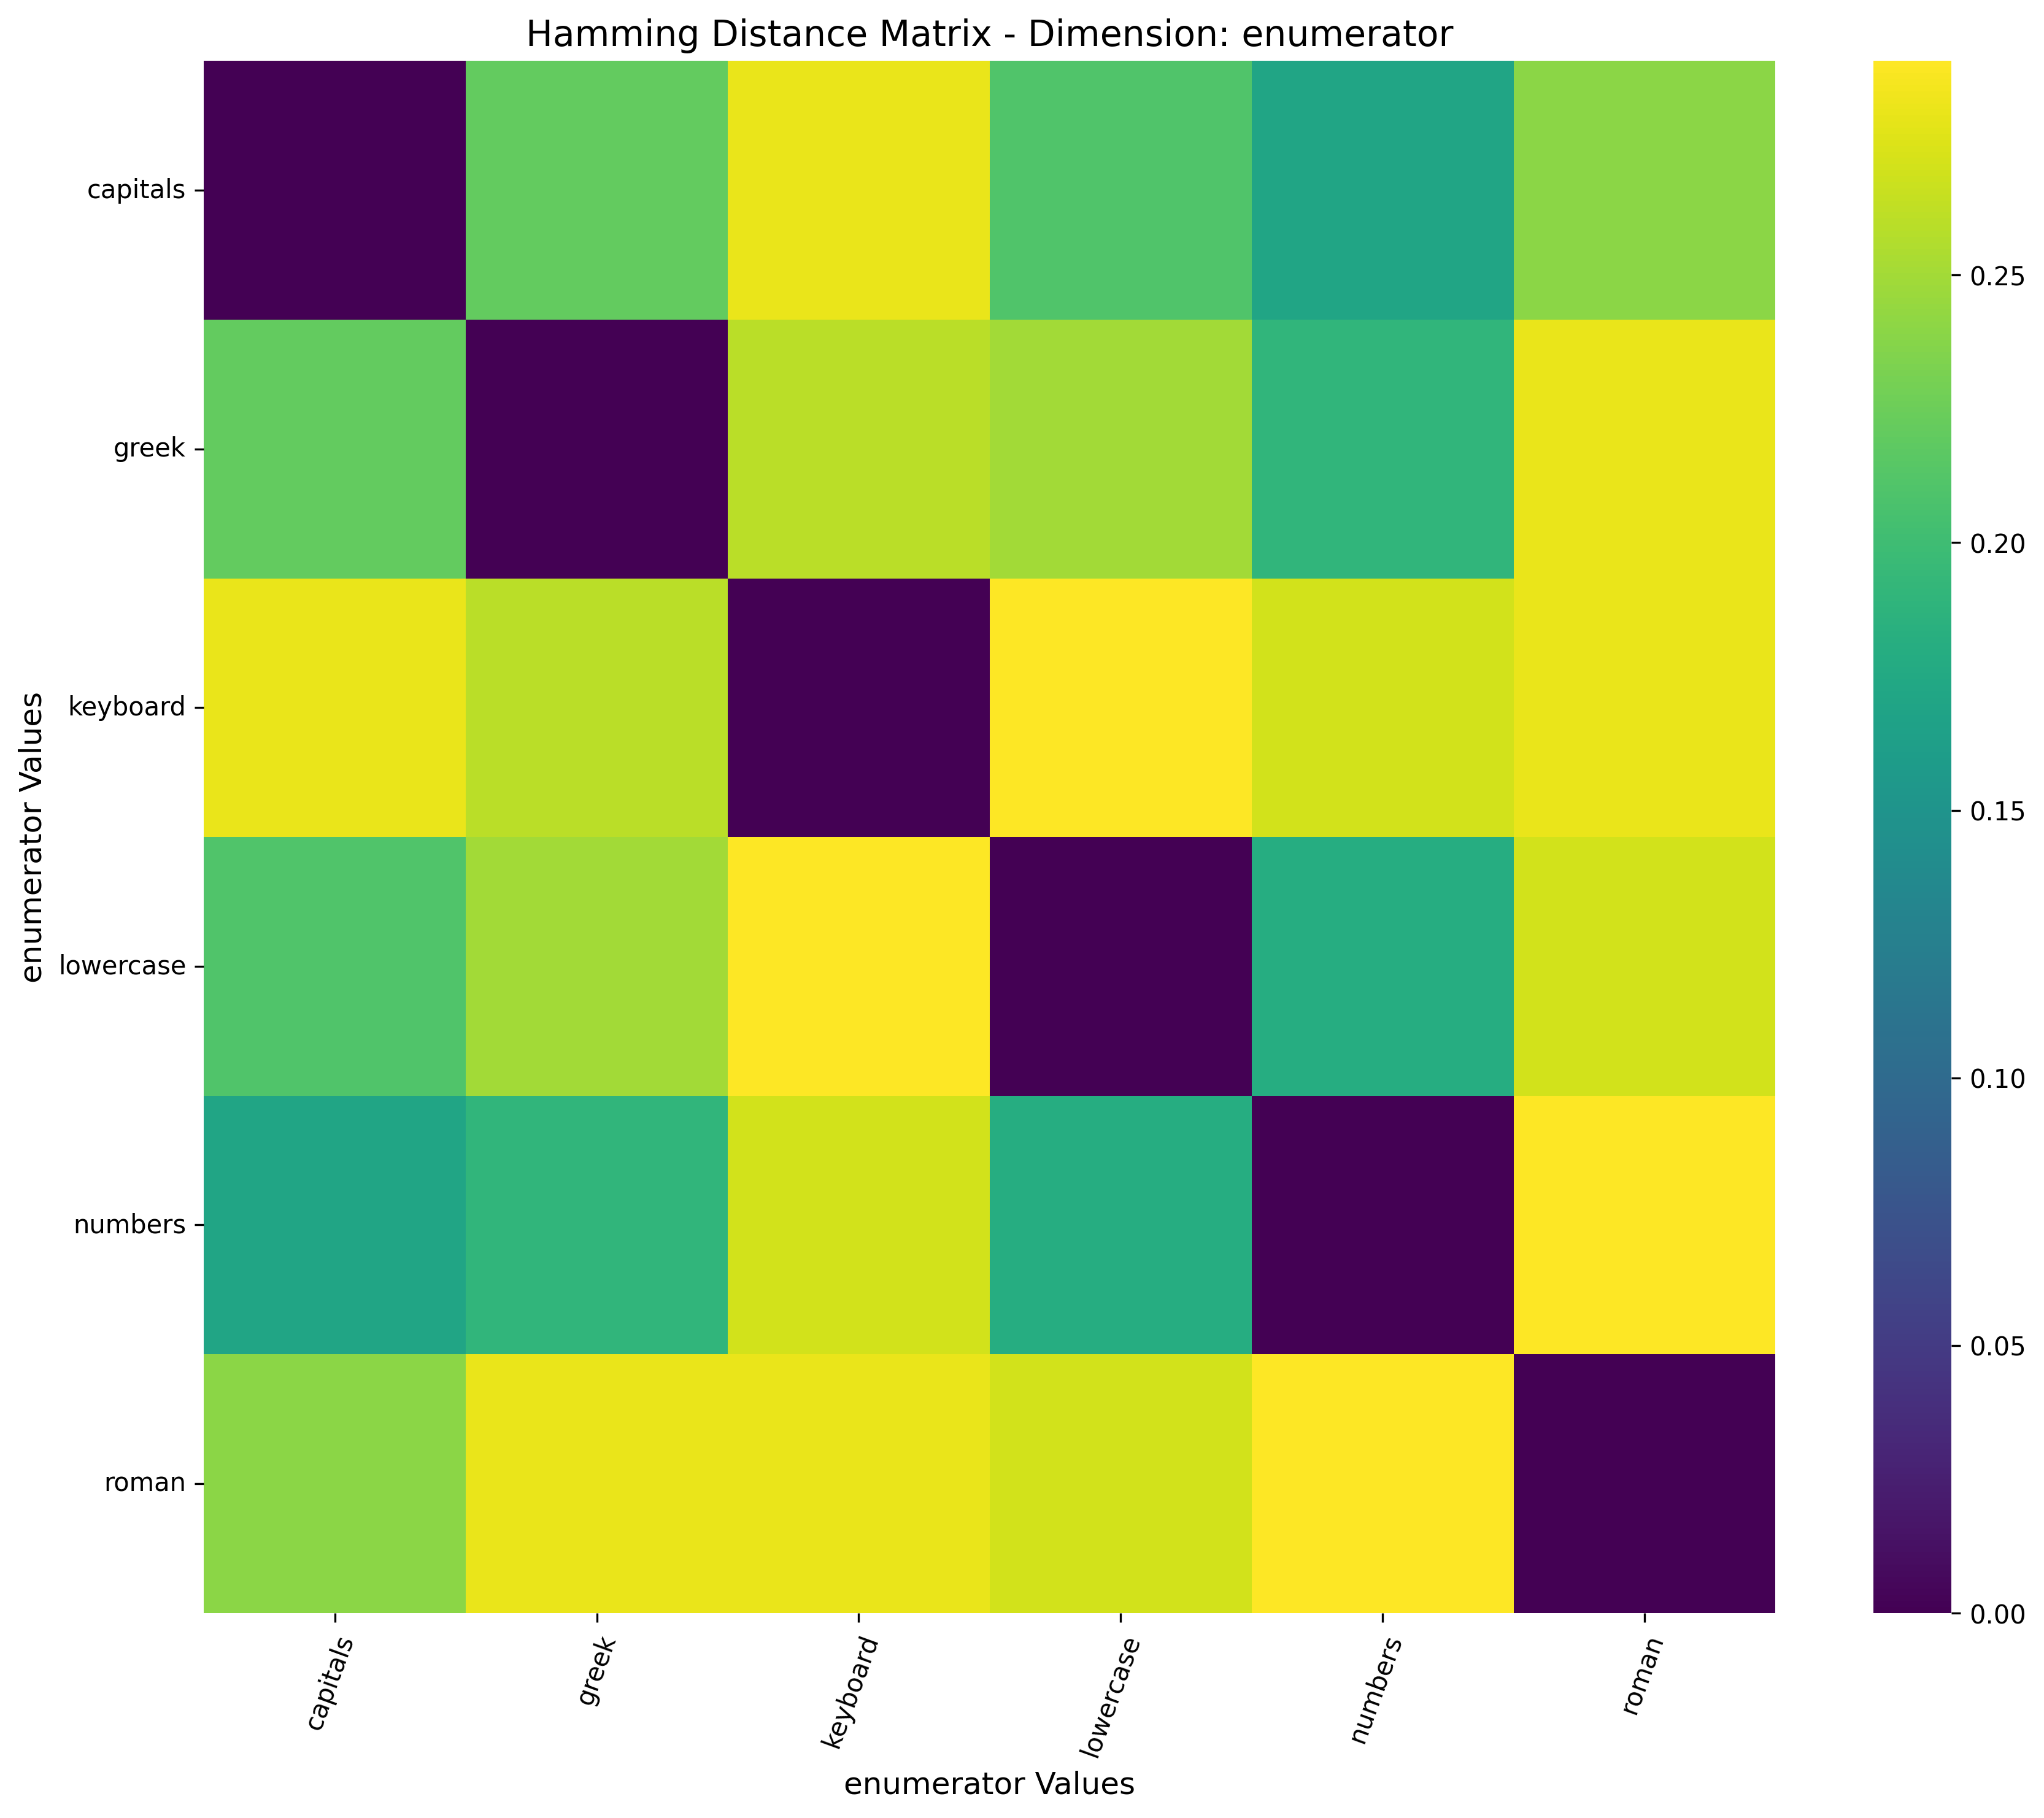 Hamming Distance Matrix - Dimension: enumerator
enumerator Values
capitals
greek
keyboard
lowercase
numbers
roman
0.25
0.20
0.15
0.10
0.05
0.00
capitals
greek
keyboard
lowercase
numbers
roman
enumerator Values